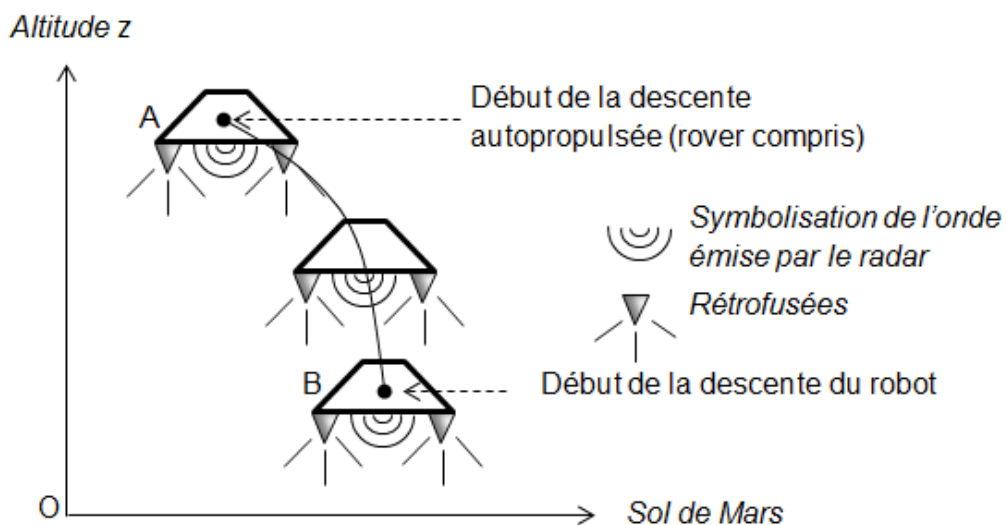 Altitude z
A
Début de la descente
autopropulsée (rover compris)
Symbolisation de l'onde
émise par le radar
Rétrofusées
B
Début de la descente du robot
O
Sol de Mars